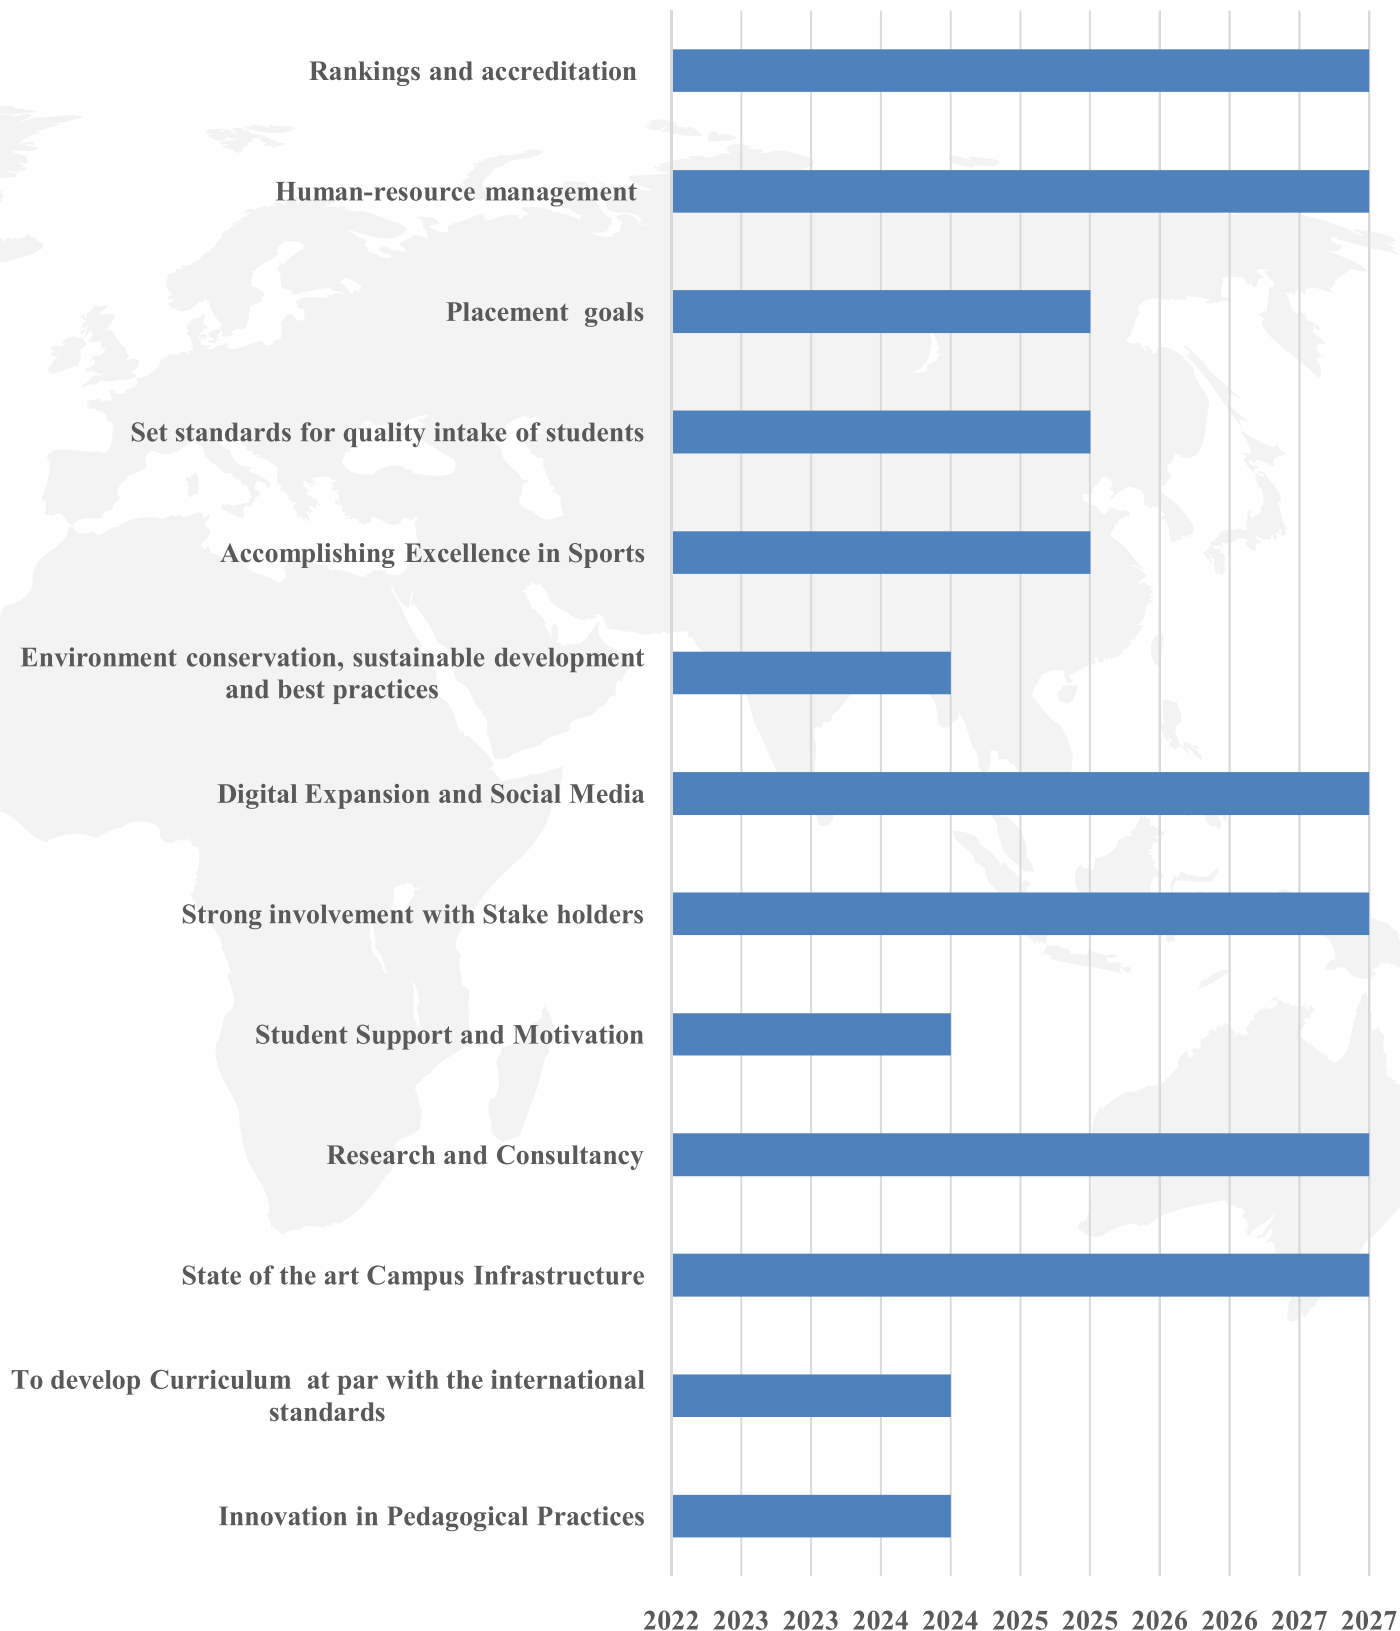 Rankings and accreditation
Human-resource management
Placement  goals
Set standards for quality intake of students
Accomplishing Excellence in Sports
Environment conservation, sustainable development
and best practices
Digital Expansion and Social Media
Strong involvement with Stake holders
Student Support and Motivation
Research and Consultancy
State of the art Campus Infrastructure
To develop Curriculum  at par with the international
standards
Innovation in Pedagogical Practices
2022 2023 2023 2024 2024 2025 2025 2026 2026 2027 2027